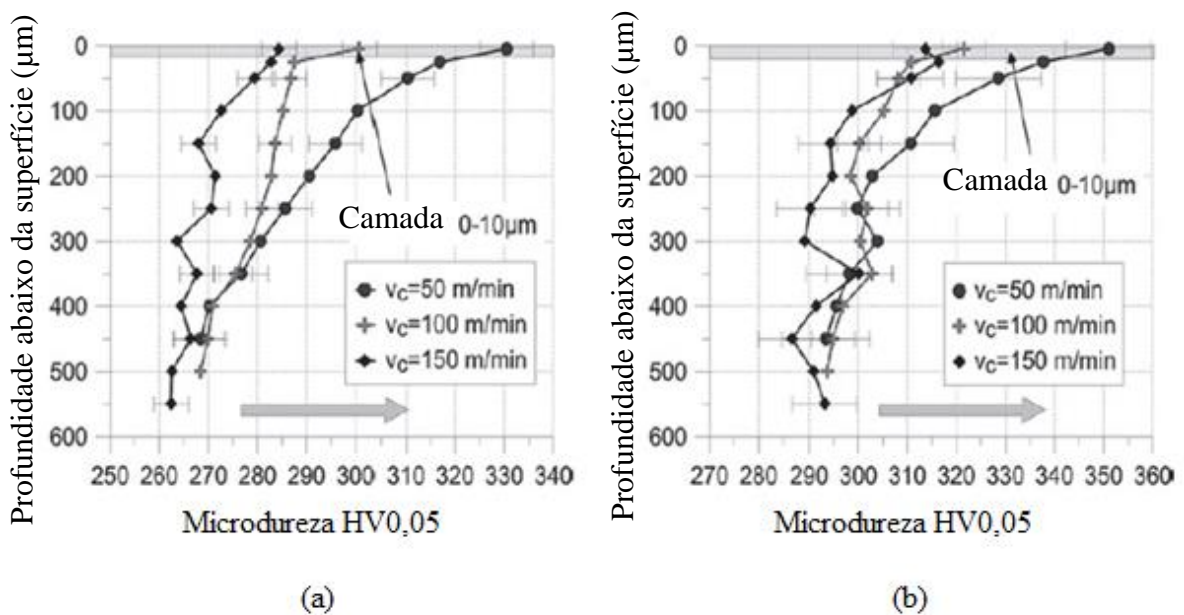 Profundidade abaixo da superfície (µm)
0
100
200
300
400
500
600
250 260 270 280 290 300 310 320 330 340
Camada 0-10µm
vc=50 m/min
vc=100 m/min
vc=150 m/min
Microdureza HV0,05
(a)
Profundidade abaixo da superfície (µm)
0
100
200
300
400
500
600
270 280 290 300 310 320 330 340 350 360
Camada 0-10µm
vc=50 m/min
vc=100 m/min
vc=150 m/min
Microdureza HV0,05
(b)